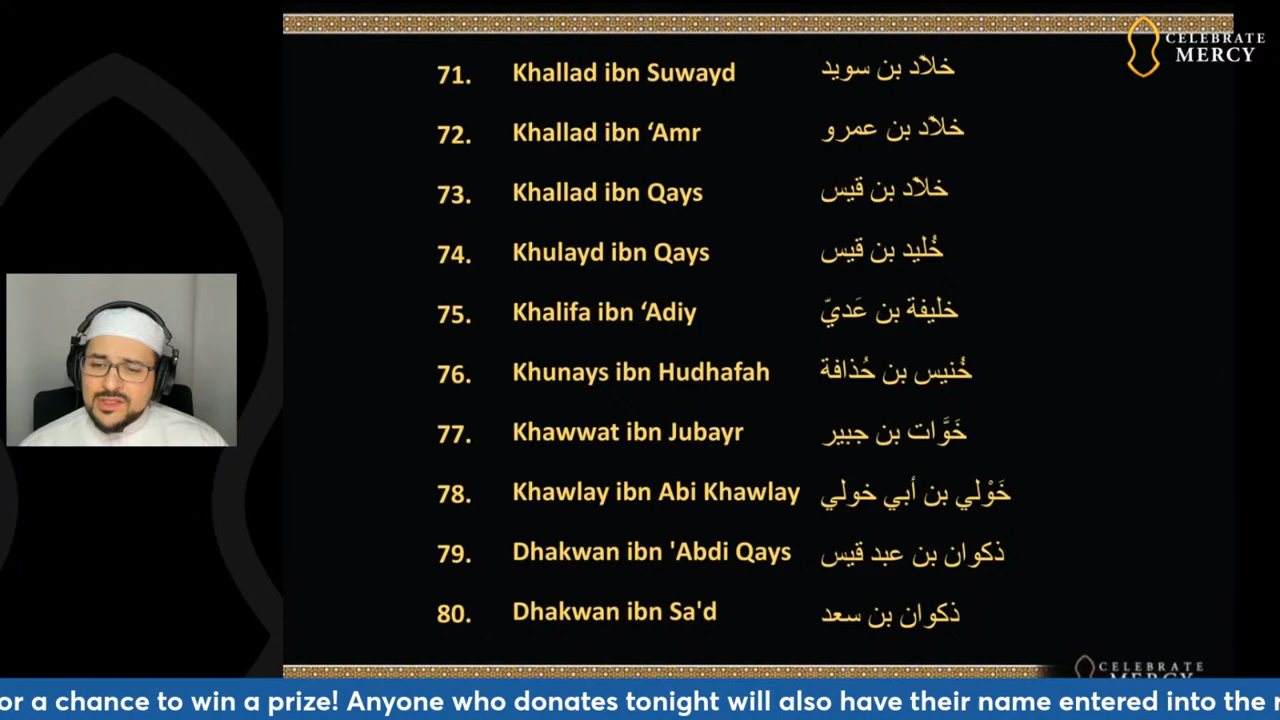 CELEBRATE
MERCY
71. Khallad ibn Suwayd خلاّد بن سويد
72. Khallad ibn ‘Amr خلاّد بن عمرو
73. Khallad ibn Qays خلاّد بن قيس
74. Khulayd ibn Qays خُليد بن قيس
75. Khalifa ibn ‘Adiy خليفة بن عَديّ
76. Khunays ibn Hudhafah خُنيس بن حُذافة
77. Khawwat ibn Jubayr خَوَّات بن جبير
78. Khawlay ibn Abi Khawlay خَوْلي بن أبي خولي
79. Dhakwan ibn 'Abdi Qays ذكوان بن عبد قيس
80. Dhakwan ibn Sa'd ذكوان بن سعد
CELEBRATE
MERCY
or a chance to win a prize! Anyone who donates tonight will also have their name entered into the